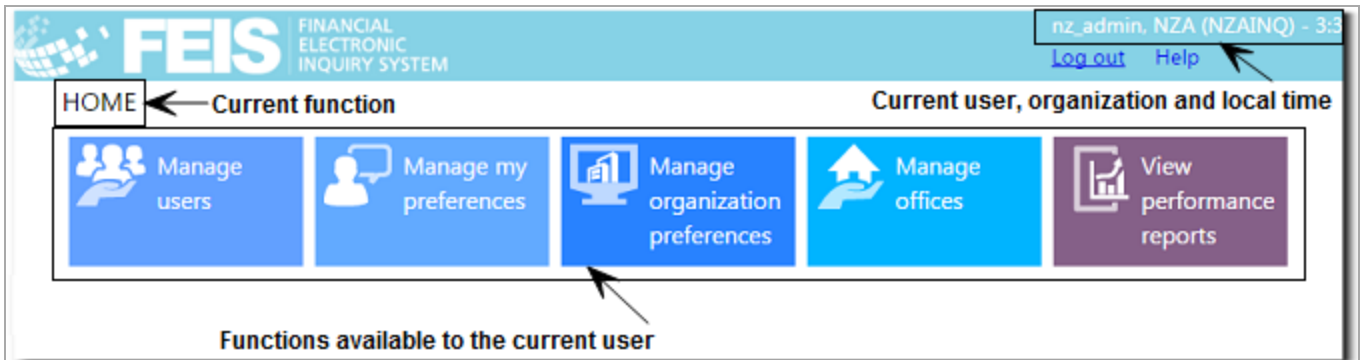 FEIS
FINANCIAL
ELECTRONIC
INQUIRY SYSTEM
nz_admin, NZA (NZAINQ) - 3:3
Log out Help
HOME
Current function
Current user, organization and local time
Manage
users
Manage my
preferences
Manage
organization
preferences
Manage
offices
View
performance
reports
Functions available to the current user